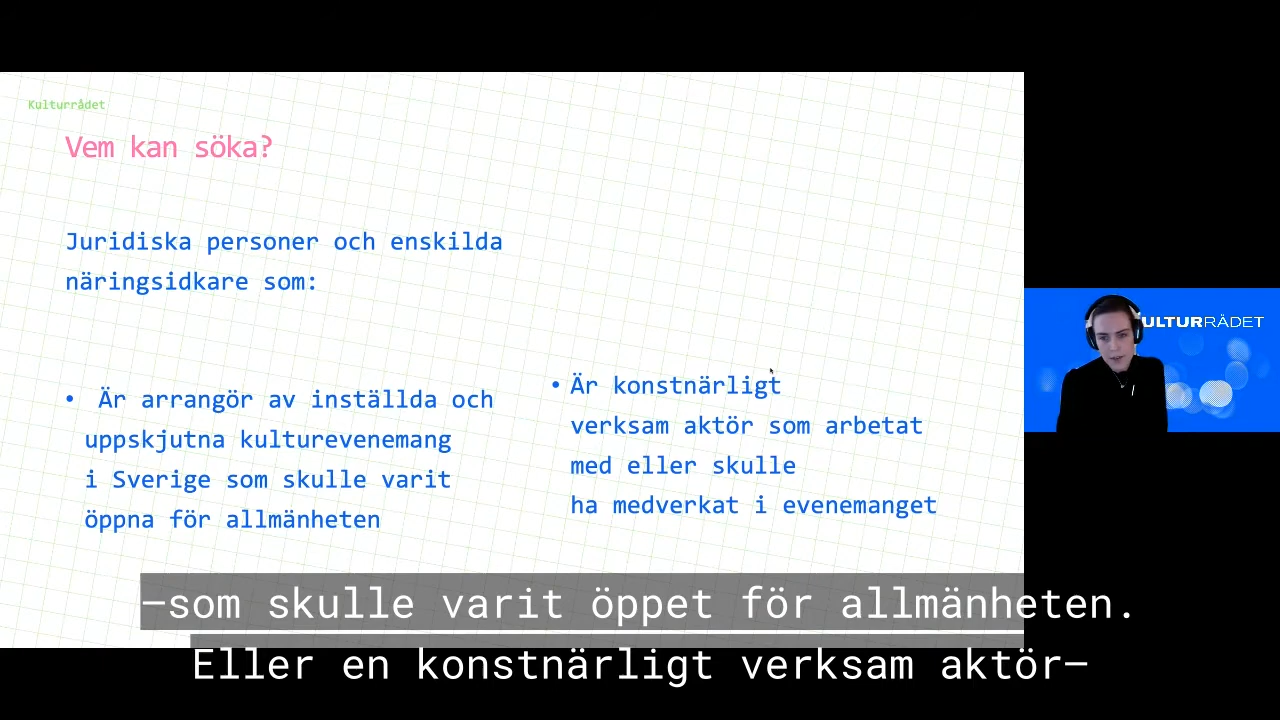 Kulturrådet
Vem kan söka?
Juridiska personer och enskilda
näringsidkare som:
• Är arrangör av inställda och
uppskjutna kulturevenemang
i Sverige som skulle varit
öppna för allmänheten
• Är konstnärligt
verksam aktör som arbetat
med eller skulle
ha medverkat i evenemanget
ULTURRÅDET
–som skulle varit öppet för allmänheten.
Eller en konstnärligt verksam aktör–